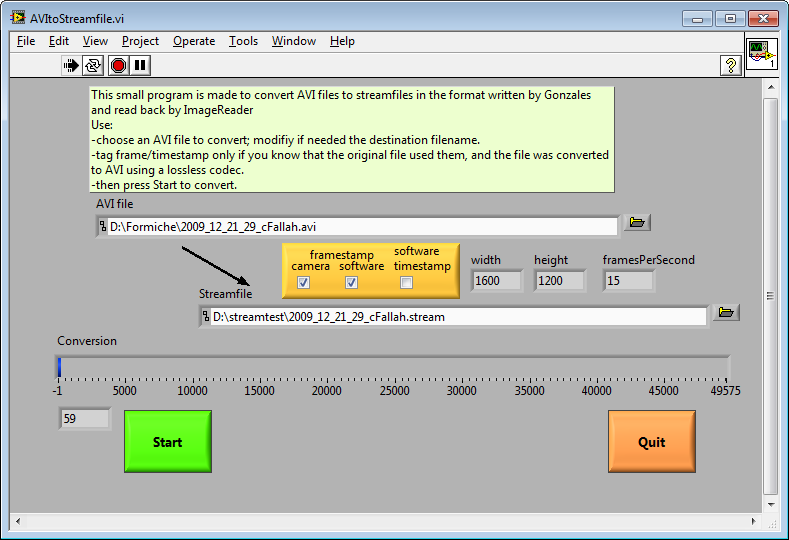 AVItoStreamfile.vi
File Edit View Project Operate Tools Window Help
1
This small program is made to convert AVI files to streamfiles in the format written by Gonzales
and read back by ImageReader
Use:
-choose an AVI file to convert; modifiy if needed the destination filename.
-tag frame/timestamp only if you know that the original file used them, and the file was converted
to AVI using a lossless codec.
-then press Start to convert.
AVI file
D:\Formiche\2009_12_21_29_cFallah.avi
framestamp software
camera software timestamp
width height framesPerSecond
1600 1200 15
Streamfile
D:\streamtest\2009_12_21_29_cFallah.stream
Conversion
-1 5000 10000 15000 20000 25000 30000 35000 40000 45000 49575
59
Start Quit